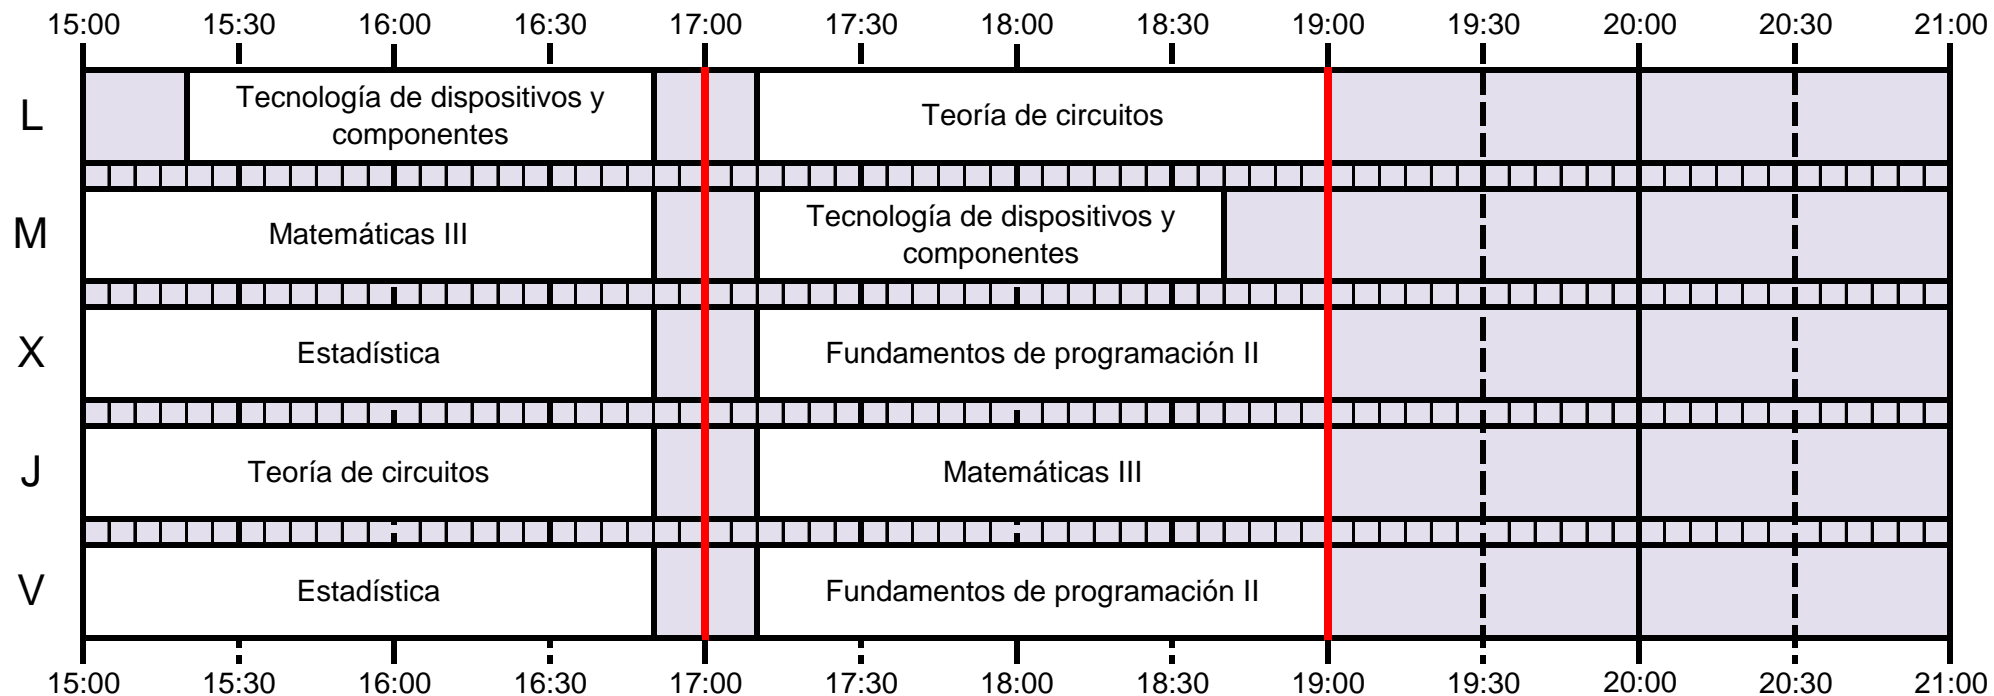 15:00 15:30 16:00 16:30 17:00 17:30 18:00 18:30 19:00 19:30 20:00 20:30 21:00
L
Tecnología de dispositivos y
componentes
Teoría de circuitos
M
Matemáticas III
Tecnología de dispositivos y
componentes
X
Estadística
Fundamentos de programación II
J
Teoría de circuitos
Matemáticas III
V
Estadística
Fundamentos de programación II
15:00 15:30 16:00 16:30 17:00 17:30 18:00 18:30 19:00 19:30 20:00 20:30 21:00